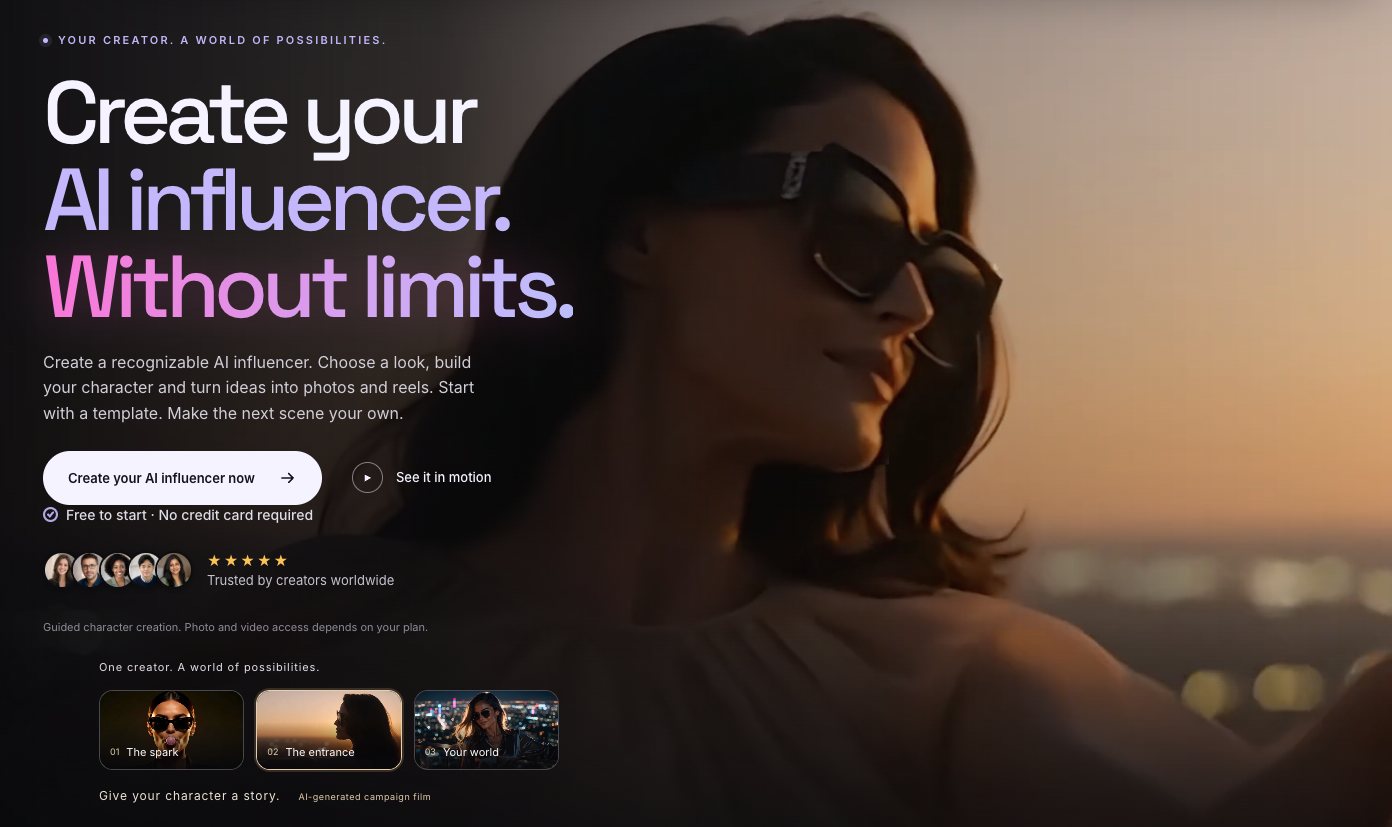 YOUR CREATOR. A WORLD OF POSSIBILITIES.
Create your
AI influencer.
Without limits.
Create a recognizable AI influencer. Choose a look, build
your character and turn ideas into photos and reels. Start
with a template. Make the next scene your own.
Create your AI influencer now
See it in motion
Free to start · No credit card required
Trusted by creators worldwide
Guided character creation. Photo and video access depends on your plan.
One creator. A world of possibilities.
01 The spark
02 The entrance
03 Your world
Give your character a story.
AI-generated campaign film